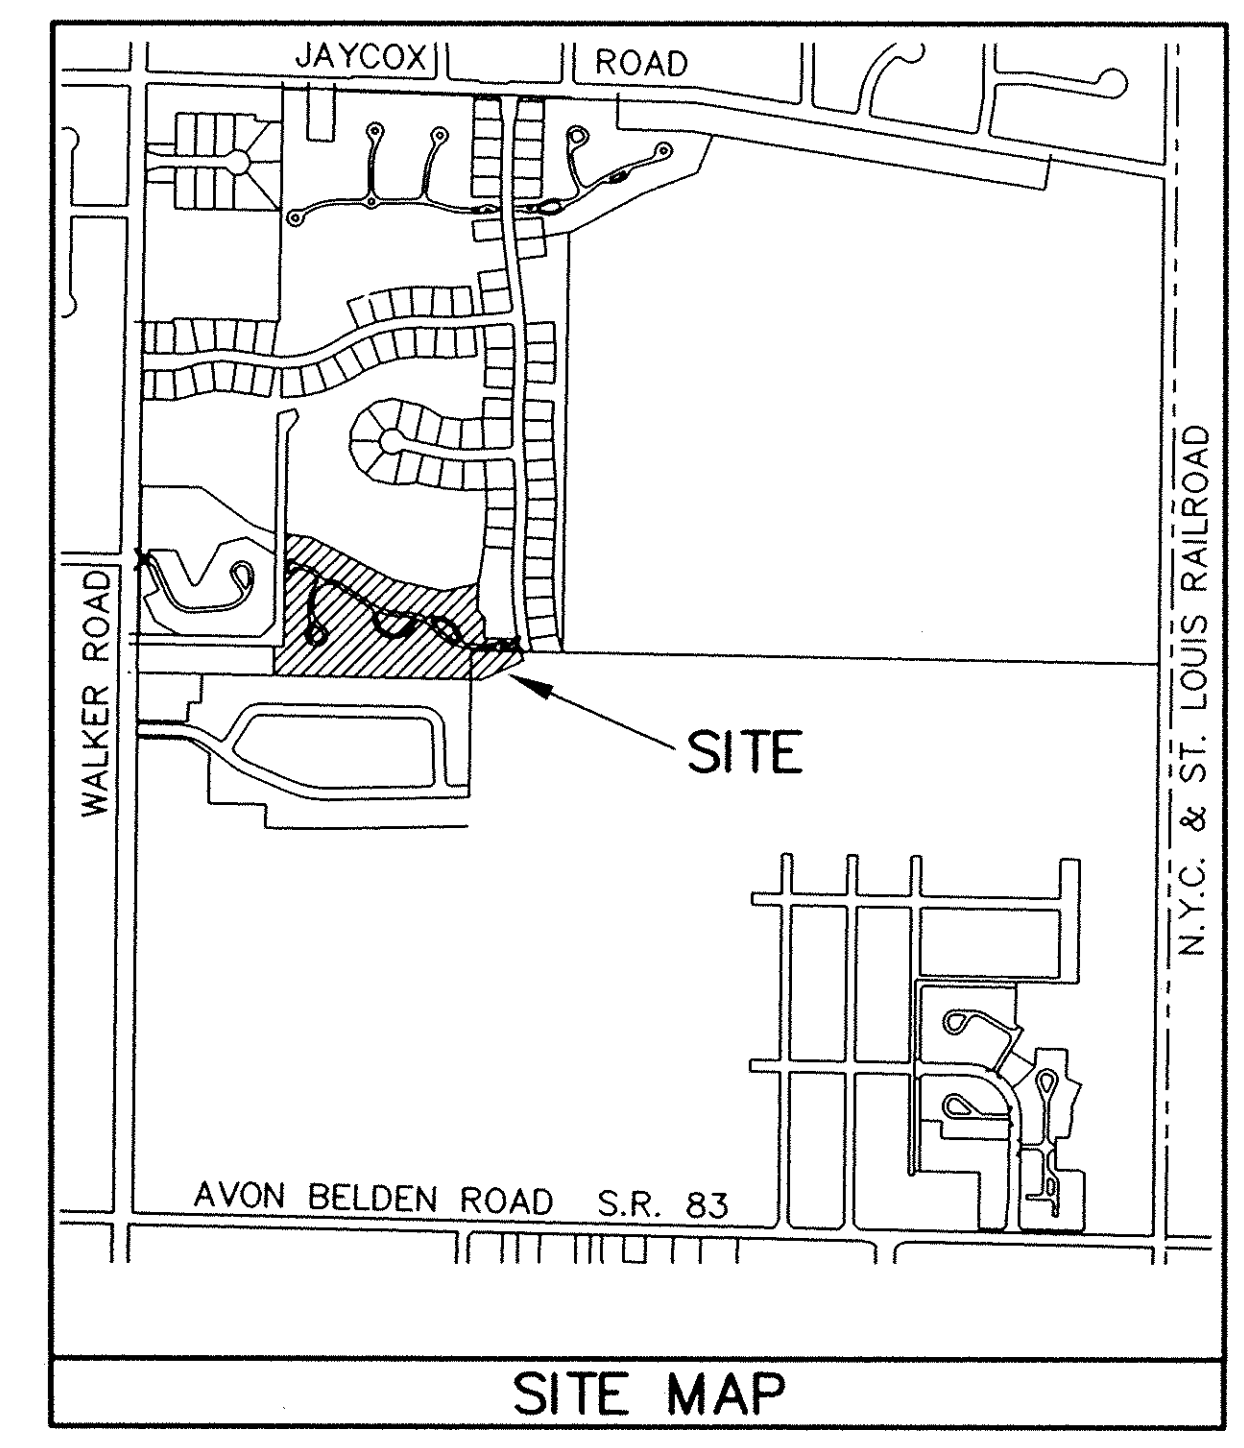 JAYCOX ROAD
N.Y.C. & ST. LOUIS RAILROAD
WALKER ROAD
SITE
AVON BELDEN ROAD S.R. 83
SITE MAP